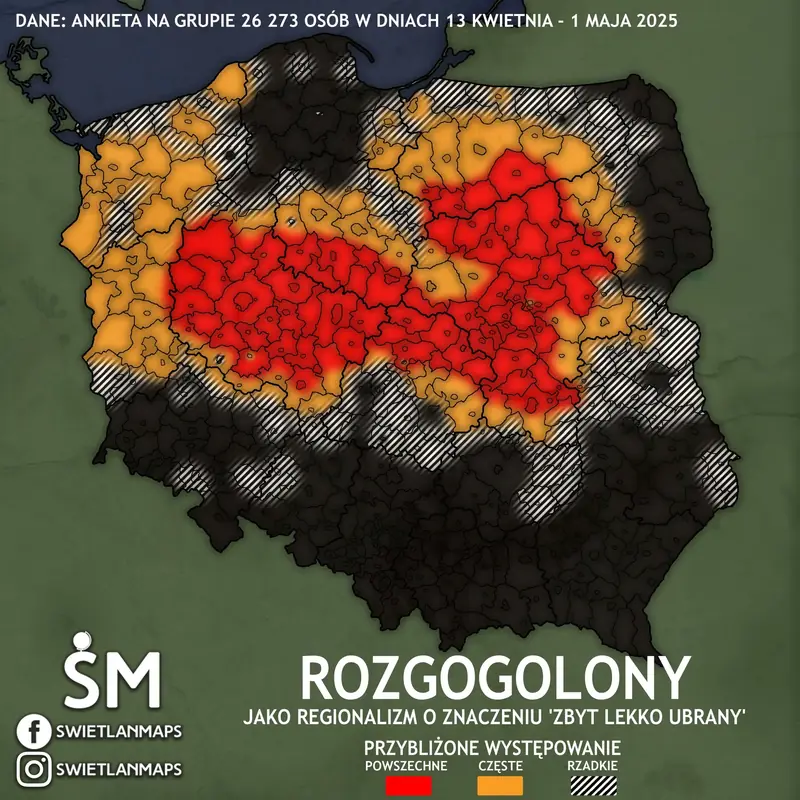 DANE: ANKIETA NA GRUPIE 26 273 OSÓB W DNIACH 13 KWIETNIA - 1 MAJA 2025
ŚM
SWIETLANMAPS
SWIETLANMAPS
ROZGOGOLONY
JAKO REGIONALIZM O ZNACZENIU 'ZBYT LEKKO UBRANY'
PRZYBLIŻONE WYSTĘPOWANIE
POWSZECHNE CZĘSTE RZADKIE